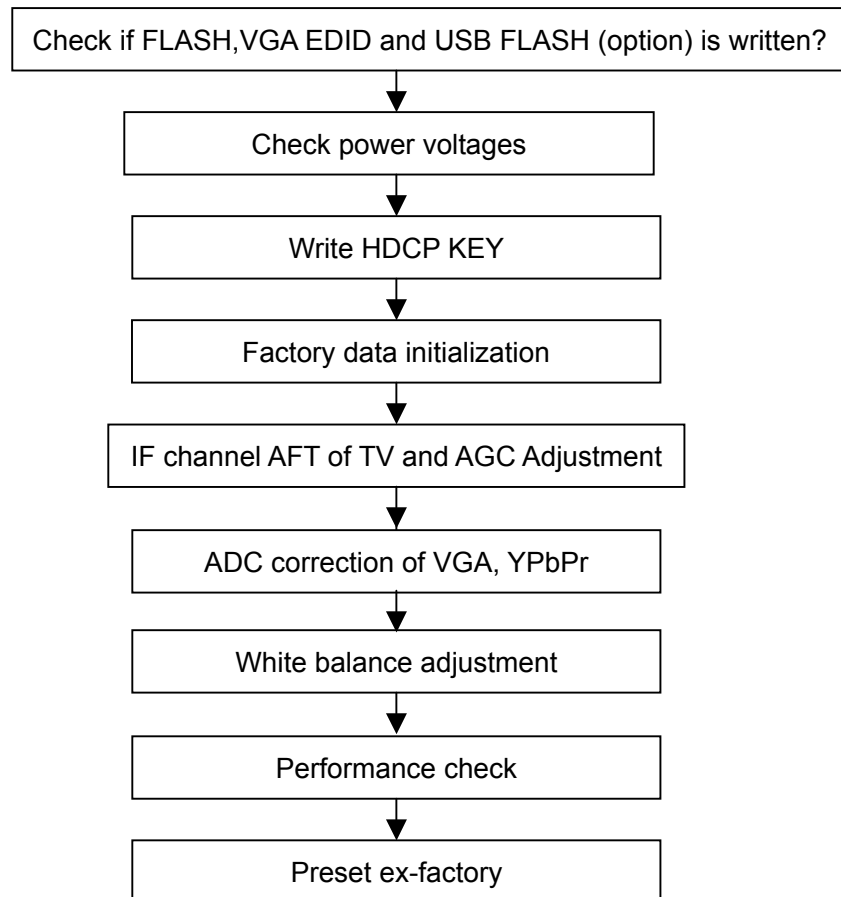 Check if FLASH,VGA EDID and USB FLASH (option) is written?
Check power voltages
Write HDCP KEY
Factory data initialization
IF channel AFT of TV and AGC Adjustment
ADC correction of VGA, YPbPr
White balance adjustment
Performance check
Preset ex-factory